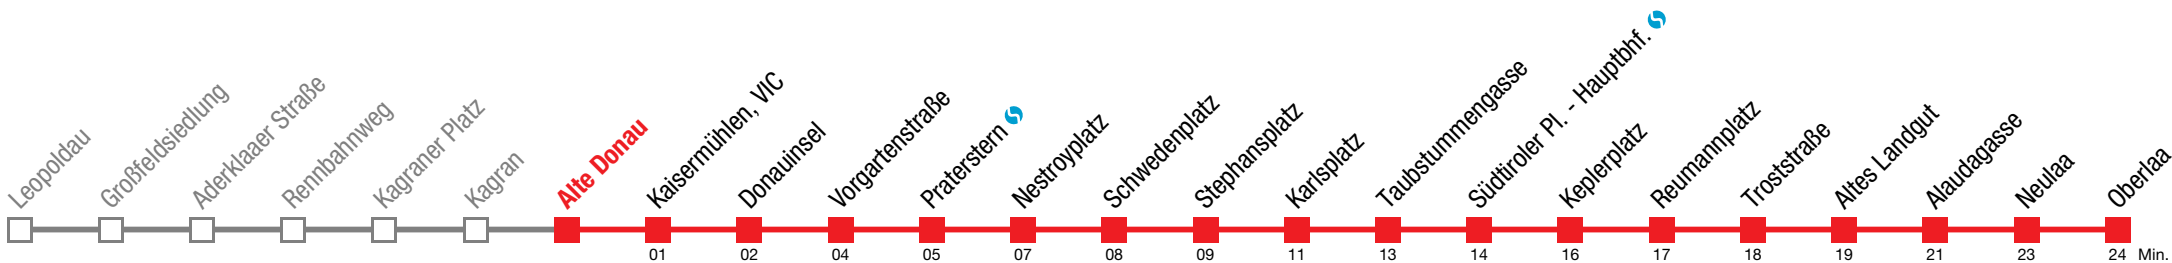 Leopoldau
Großfeldsiedlung
Aderklaaer Straße
Rennbahnweg
Kagraner Platz
Kagran
Alte Donau
Kaisermühlen, VIC
Donauinsel
Vorgartenstraße
Praterstern
Nestroyplatz
Schwedenplatz
Stephansplatz
Karlsplatz
Taubstummengasse
Südtiroler Pl. - Hauptbhf.
Keplerplatz
Reumannplatz
Troststraße
Altes Landgut
Alaudagasse
Neulaa
Oberlaa
01 02 04 05 07 08 09 11 13 14 16 17 18 19 21 23 24 Min.